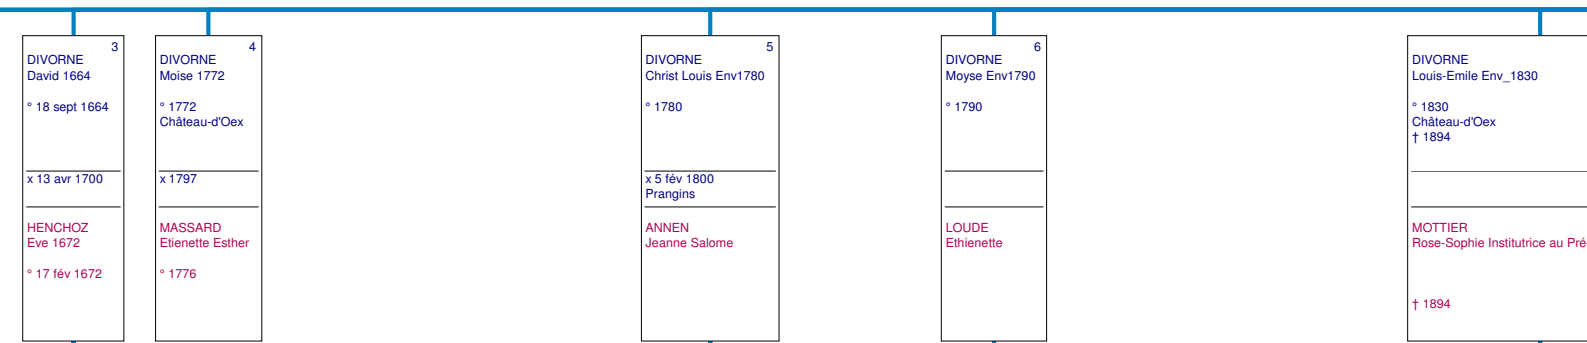 3
DIVORNE
David 1664
° 18 sept 1664
x 13 avr 1700
HENCHOZ
Eve 1672
° 17 fév 1672
4
DIVORNE
Moise 1772
° 1772
Château-d'Oex
x 1797
MASSARD
Etienette Esther
° 1776
5
DIVORNE
Christ Louis Env1780
° 1780
x 5 fév 1800
Prangins
ANNEN
Jeanne Salome
6
DIVORNE
Moyse Env1790
° 1790
LOUDE
Ethienette
DIVORNE
Louis-Emile Env_1830
° 1830
Château-d'Oex
† 1894
MOTTIER
Rose-Sophie Institutrice au Pré
† 1894